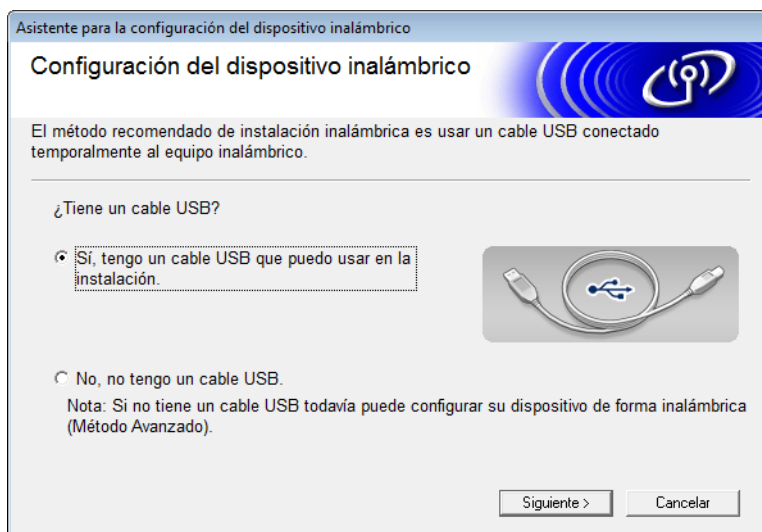 Asistente para la configuración del dispositivo inalámbrico
Configuración del dispositivo inalámbrico
El método recomendado de instalación inalámbrica es usar un cable USB conectado
temporalmente al equipo inalámbrico.
¿Tiene un cable USB?
Sí, tengo un cable USB que puedo usar en la
instalación.
No, no tengo un cable USB.
Nota: Si no tiene un cable USB todavía puede configurar su dispositivo de forma inalámbrica
(Método Avanzado).
Siguiente >
Cancelar